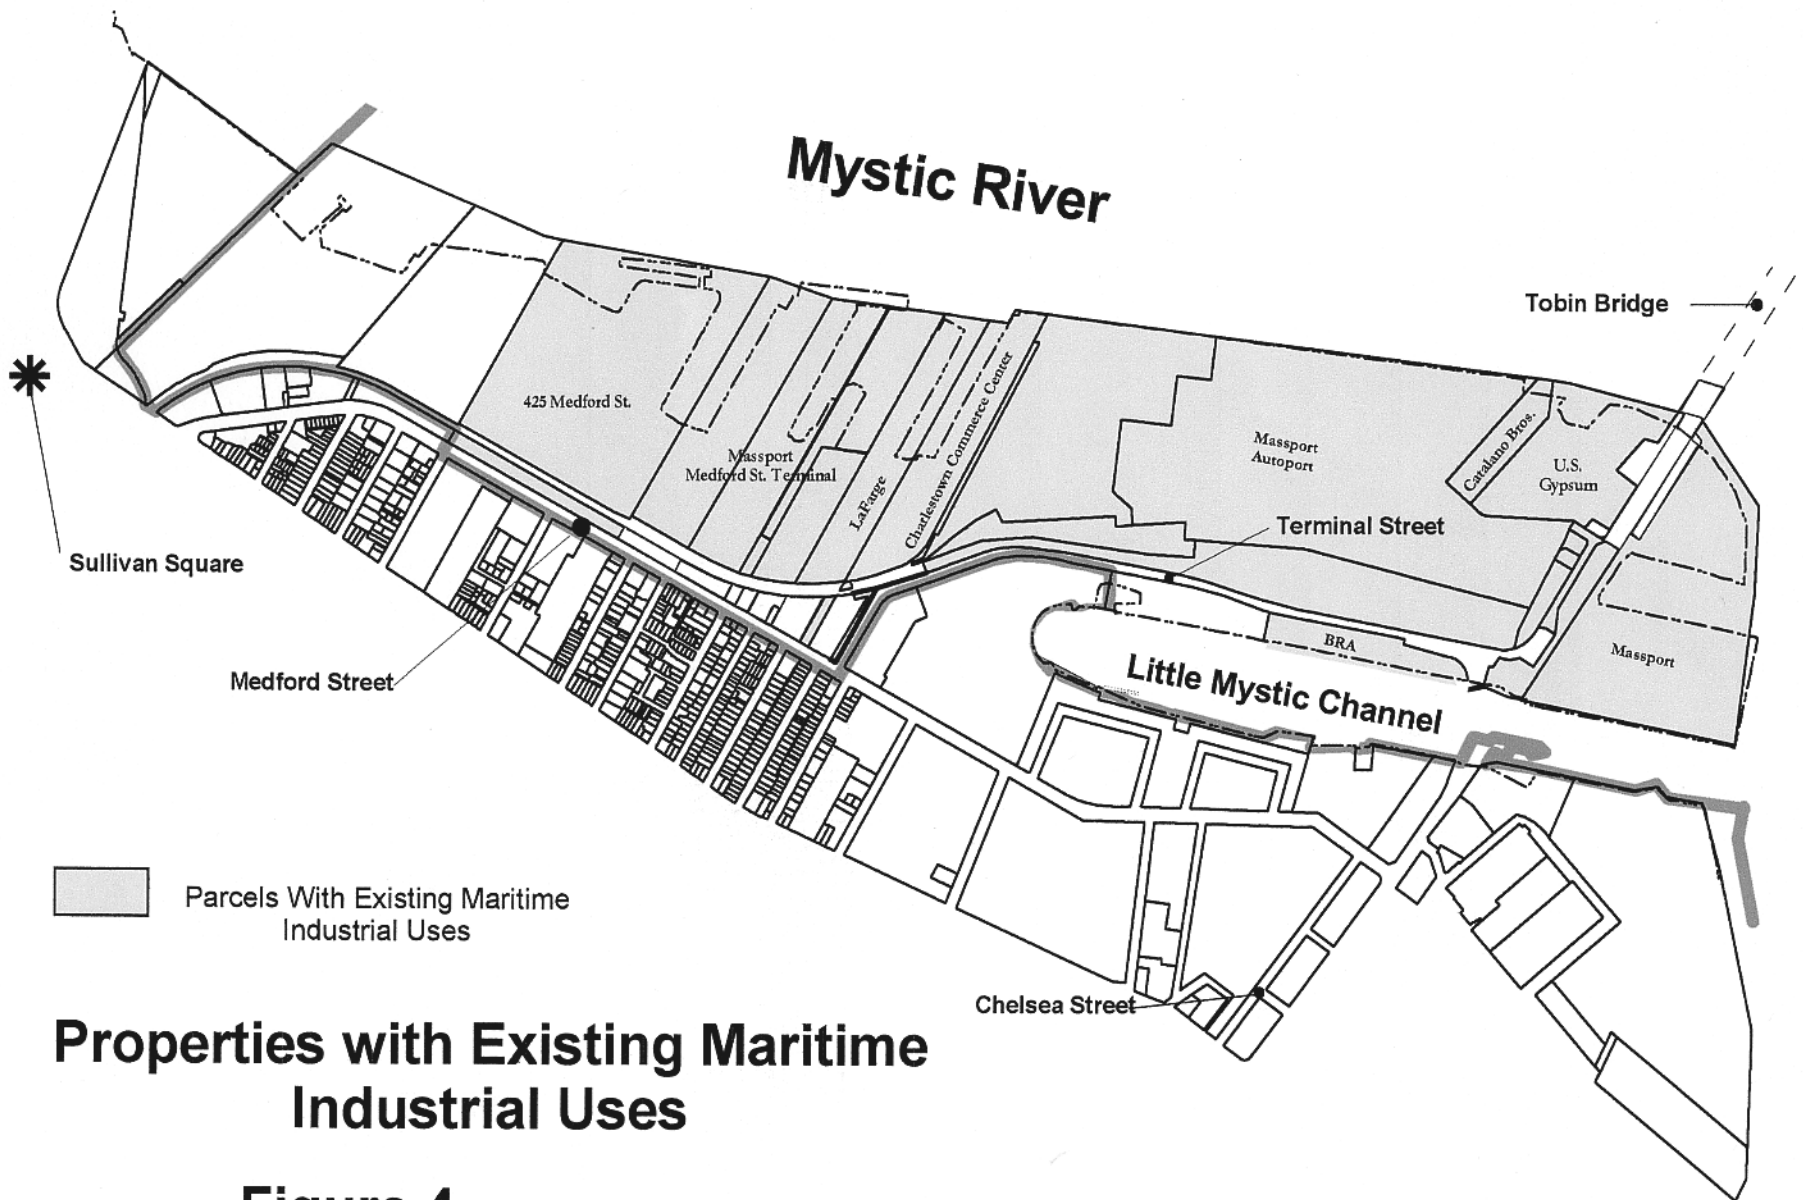 Mystic River
Tobin Bridge
425 Medford St.
Massport
Medford St. Terminal
LaFarge
Charlestown Commerce Center
Massport
Autoport
Catalano Bros.
U.S.
Gypsum
Terminal Street
Sullivan Square
BRA
Massport
Little Mystic Channel
Medford Street
Parcels With Existing Maritime
Industrial Uses
Chelsea Street
Properties with Existing Maritime
Industrial Uses
Figure 4